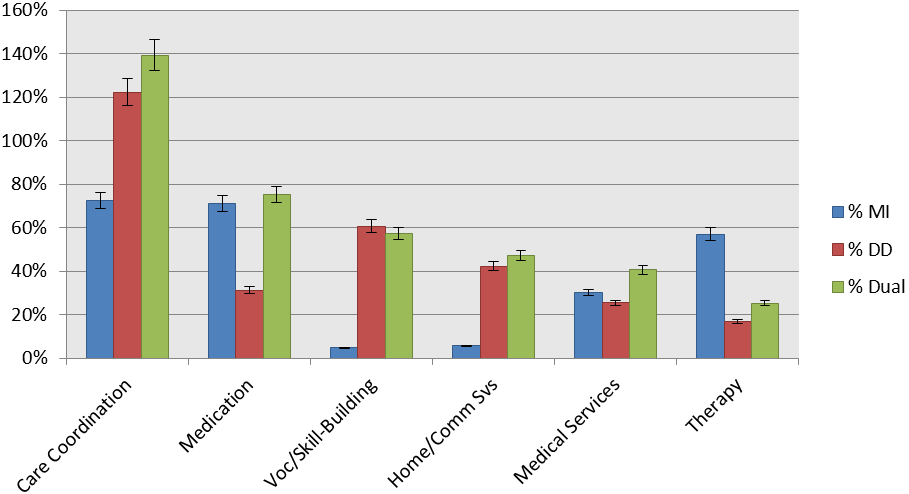 160%
140%
120%
100%
80%
60%
40%
20%
0%
Care Coordination
Medication
Voc/Skill-Building
Home/Comm Svs
Medical Services
Therapy
% MI
% DD
% Dual